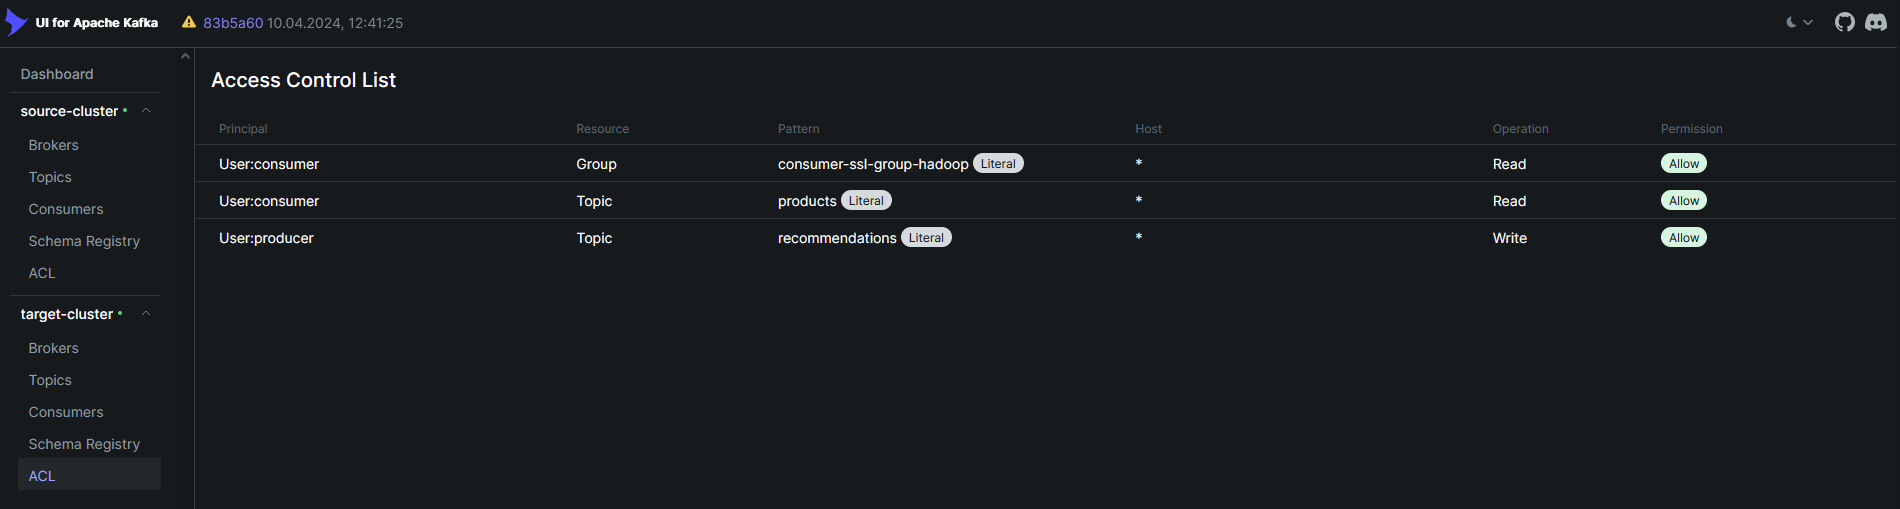 UI for Apache Kafka 83b5a60 10.04.2024, 12:41:25
Dashboard
source-cluster
Brokers
Topics
Consumers
Schema Registry
ACL
target-cluster
Brokers
Topics
Consumers
Schema Registry
ACL
Access Control List
Principal Resource Pattern Host Operation Permission
User:consumer Group consumer-ssl-group-hadoop Literal * Read Allow
User:consumer Topic products Literal * Read Allow
User:producer Topic recommendations Literal * Write Allow